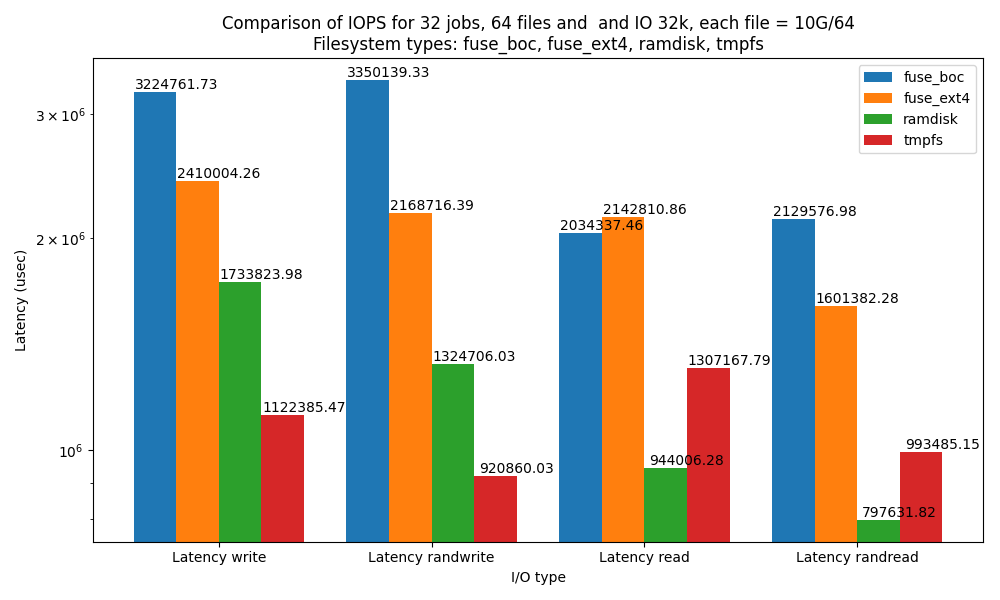 Comparison of IOPS for 32 jobs, 64 files and  and IO 32k, each file = 10G/64
Filesystem types: fuse_boc, fuse_ext4, ramdisk, tmpfs
fuse_boc
fuse_ext4
ramdisk
tmpfs
Latency (usec)
3 × 10⁶
2 × 10⁶
10⁶
3224761.73
2410004.26
1733823.98
1122385.47
3350139.33
2168716.39
1324706.03
920860.03
2034337.46
2142810.86
944006.28
1307167.79
2129576.98
1601382.28
797631.82
993485.15
Latency write
Latency randwrite
Latency read
Latency randread
I/O type